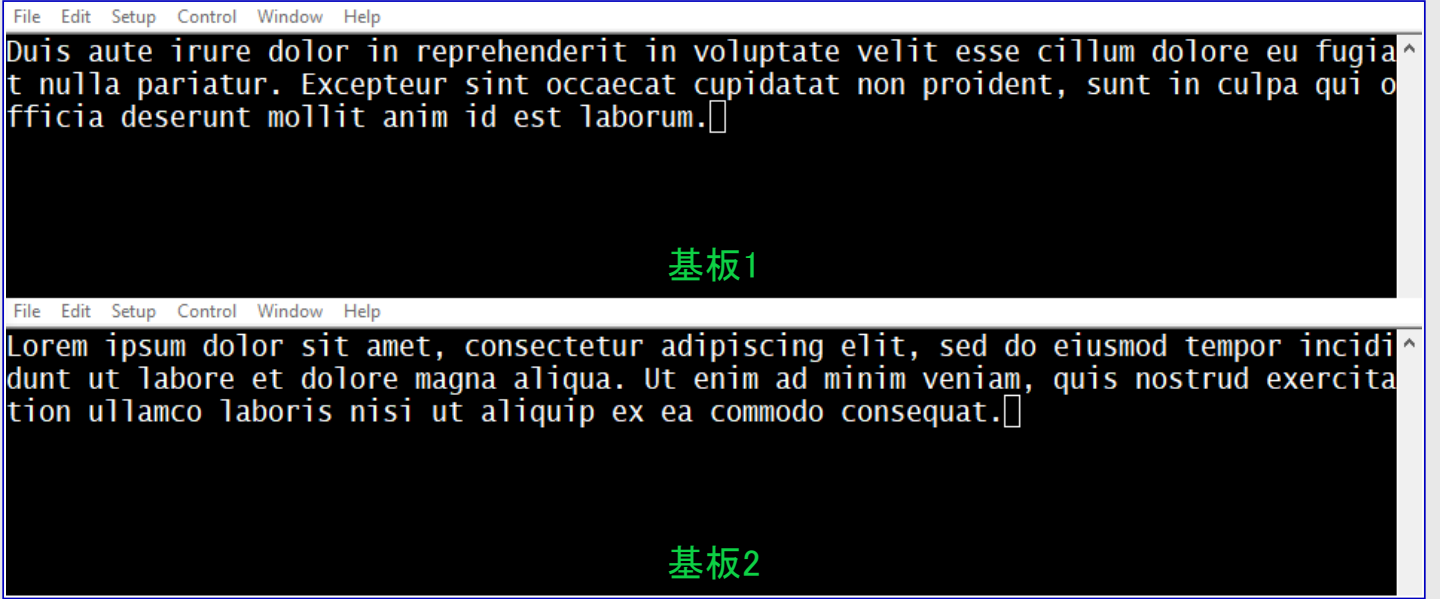 File Edit Setup Control Window Help
Duis aute irure dolor in reprehenderit in voluptate velit esse cillum dolore eu fugia
t nulla pariatur. Excepteur sint occaecat cupidatat non proident, sunt in culpa qui o
fficia deserunt mollit anim id est laborum.
基板1
File Edit Setup Control Window Help
Lorem ipsum dolor sit amet, consectetur adipiscing elit, sed do eiusmod tempor incidi
dunt ut labore et dolore magna aliqua. Ut enim ad minim veniam, quis nostrud exercita
tion ullamco laboris nisi ut aliquip ex ea commodo consequat.
基板2